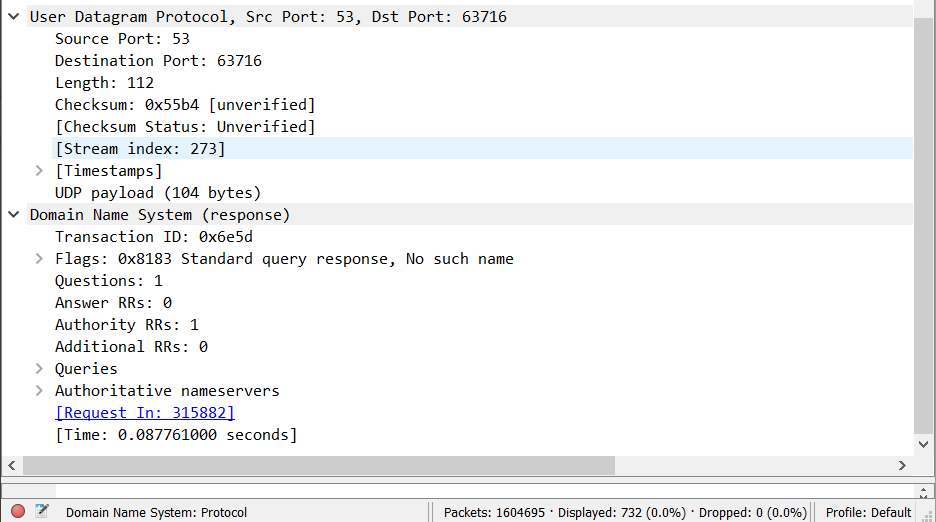 User Datagram Protocol, Src Port: 53, Dst Port: 63716
Source Port: 53
Destination Port: 63716
Length: 112
Checksum: 0x55b4 [unverified]
[Checksum Status: Unverified]
[Stream index: 273]
[Timestamps]
UDP payload (104 bytes)
Domain Name System (response)
Transaction ID: 0x6e5d
Flags: 0x8183 Standard query response, No such name
Questions: 1
Answer RRs: 0
Authority RRs: 1
Additional RRs: 0
Queries
Authoritative nameservers
[Request In: 315882]
[Time: 0.087761000 seconds]
Domain Name System: Protocol Packets: 1604695 · Displayed: 732 (0.0%) · Dropped: 0 (0.0%) Profile: Default